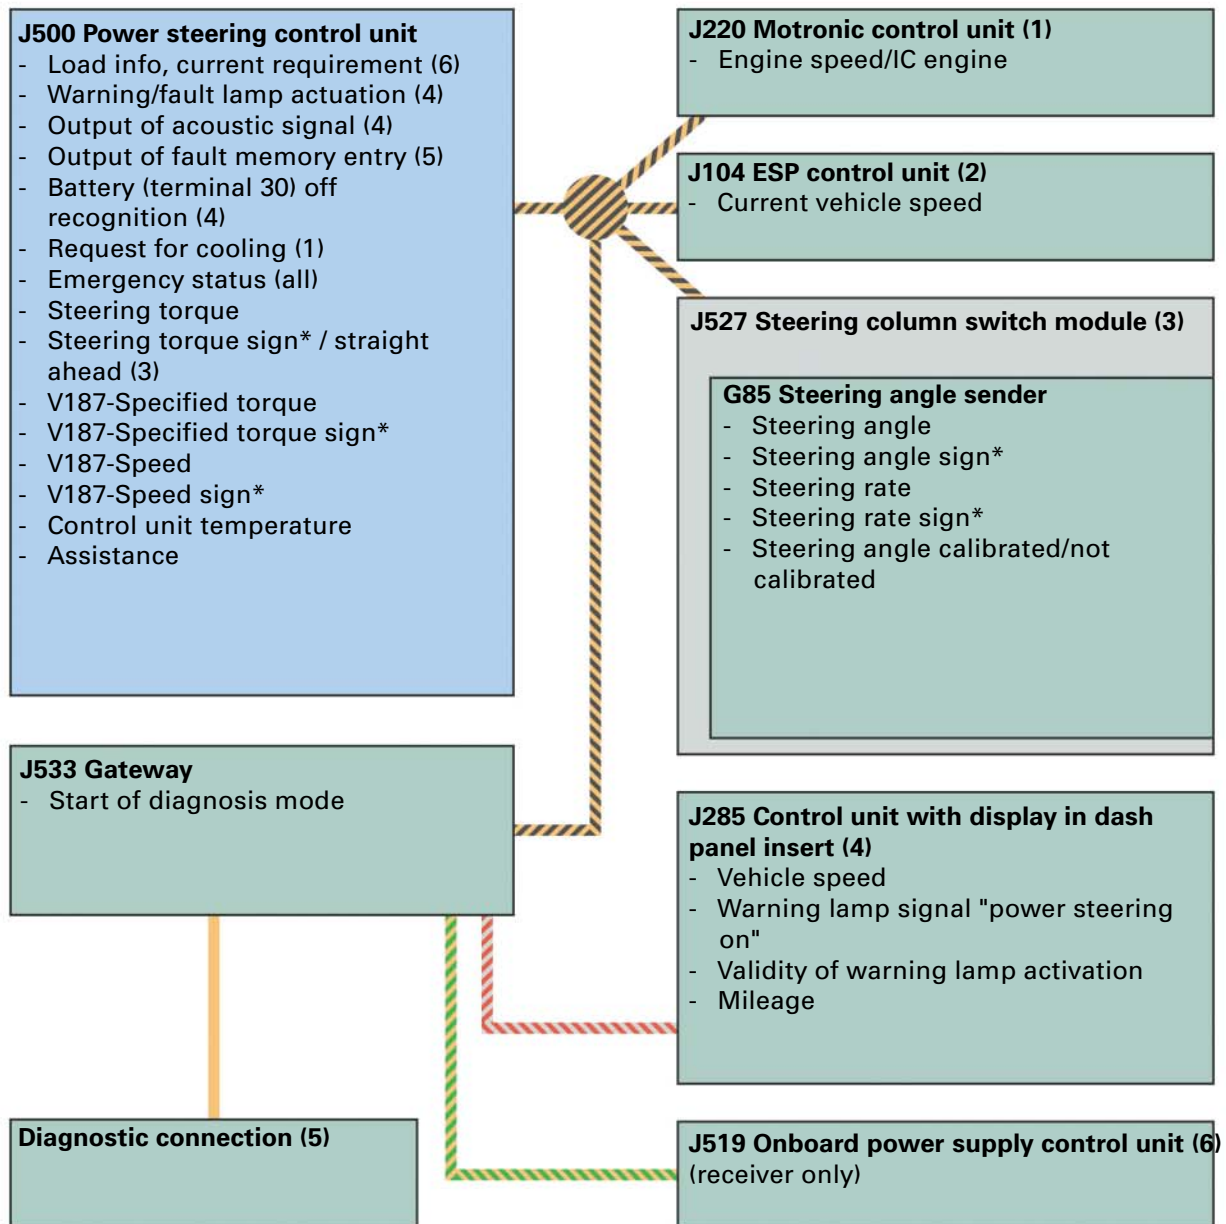 J500 Power steering control unit
- Load info, current requirement (6)
- Warning/fault lamp actuation (4)
- Output of acoustic signal (4)
- Output of fault memory entry (5)
- Battery (terminal 30) off
recognition (4)
- Request for cooling (1)
- Emergency status (all)
- Steering torque
- Steering torque sign* / straight
ahead (3)
- V187-Specified torque
- V187-Specified torque sign*
- V187-Speed
- V187-Speed sign*
- Control unit temperature
- Assistance
J220 Motronic control unit (1)
- Engine speed/IC engine
J104 ESP control unit (2)
- Current vehicle speed
J527 Steering column switch module (3)
G85 Steering angle sender
- Steering angle
- Steering angle sign*
- Steering rate
- Steering rate sign*
- Steering angle calibrated/not
calibrated
J533 Gateway
- Start of diagnosis mode
J285 Control unit with display in dash
panel insert (4)
- Vehicle speed
- Warning lamp signal "power steering
on"
- Validity of warning lamp activation
- Mileage
Diagnostic connection (5)
J519 Onboard power supply control unit (6)
(receiver only)